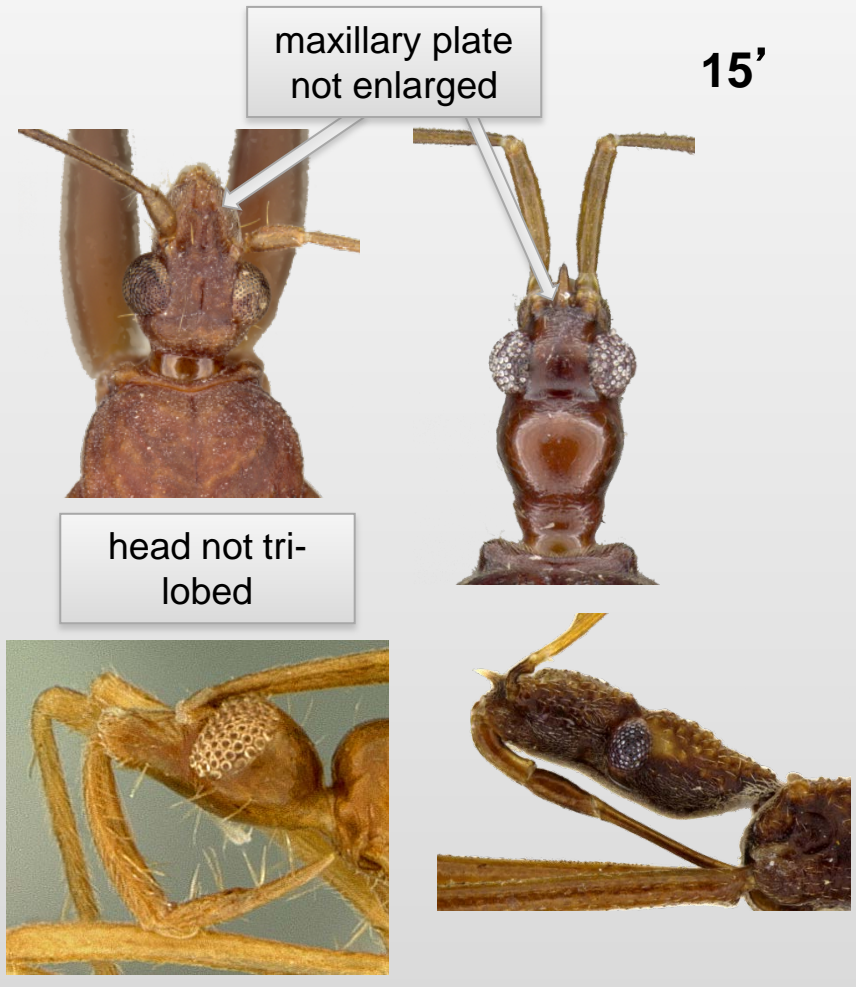 maxillary plate
not enlarged
15’
head not tri-
lobed